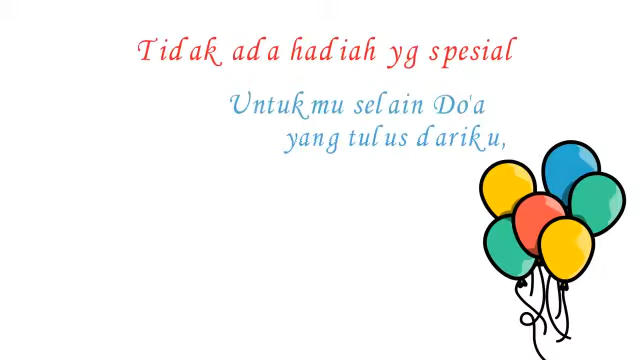 Tidak ada hadiah yg spesial
Untukmu selain Do'a
yang tulus dariku,